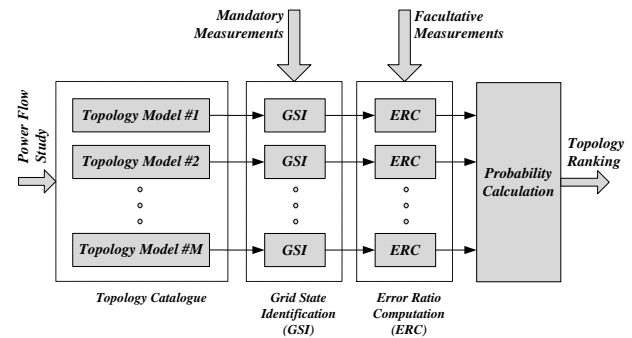 Mandatory
Measurements
Facultative
Measurements
Power Flow
Study
Topology Model #1
GSI
ERC
Topology Model #2
GSI
ERC
Topology Model #M
GSI
ERC
Probability
Calculation
Topology
Ranking
Topology Catalogue
Grid State
Identification
(GSI)
Error Ratio
Computation
(ERC)